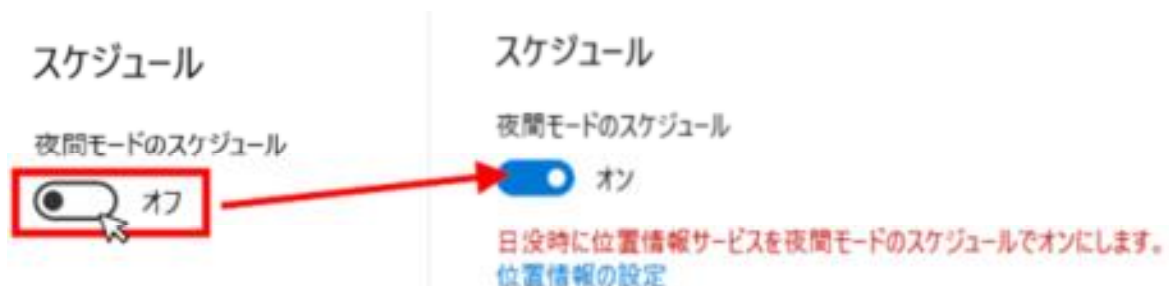 スケジュール
夜間モードのスケジュール
オフ
スケジュール
夜間モードのスケジュール
オン
日没時に位置情報サービスを夜間モードのスケジュールでオンにします。
位置情報の設定